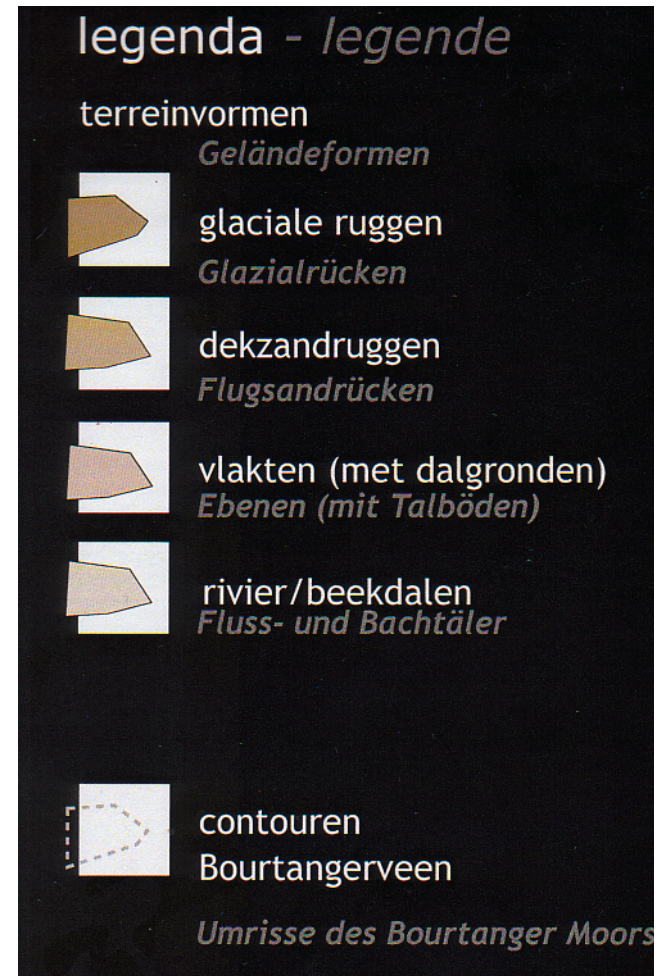 legenda - legende
terreinvormen
Geländeformen
glaciale ruggen
Glazialrücken
dekzandruggen
Flugsandrücken
vlakten (met dalgronden)
Ebenen (mit Talböden)
rivier/beekdalen
Fluss- und Bachtäler
contouren
Bourtangerveen
Umrisse des Bourtanger Moors